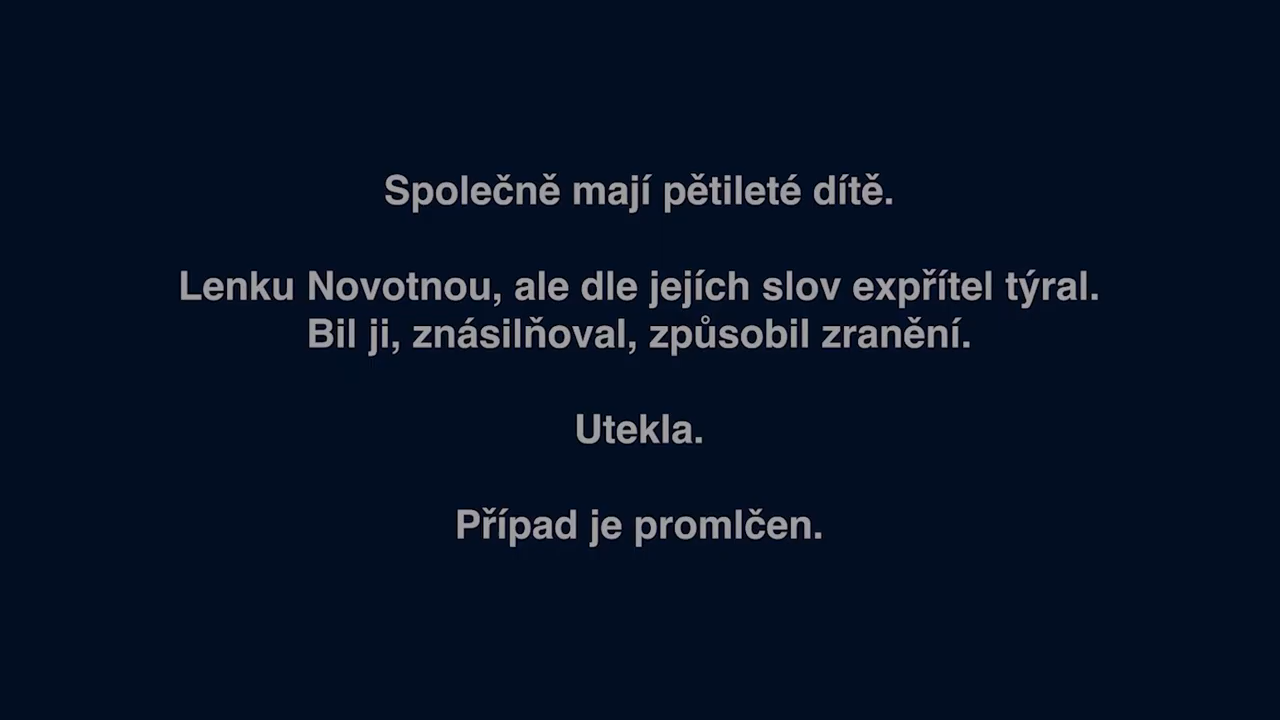 Společně mají pětileté dítě.
Lenku Novotnou, ale dle jejích slov expřítel týral.
Bil ji, znásilňoval, způsobil zranění.
Utekla.
Případ je promlčen.